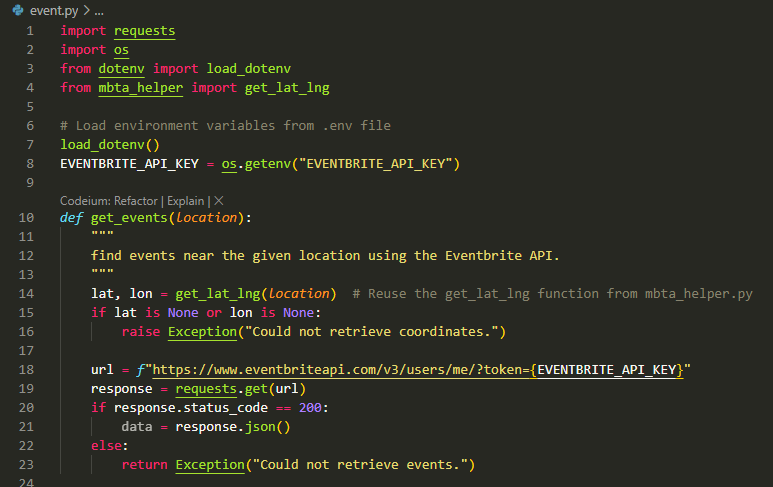 event.py > ...
1 import requests
2 import os
3 from dotenv import load_dotenv
4 from mbta_helper import get_lat_lng
5
6 # Load environment variables from .env file
7 load_dotenv()
8 EVENTBRITE_API_KEY = os.getenv("EVENTBRITE_API_KEY")
9
Codeium: Refactor | Explain | ×
10 def get_events(location):
11     """
12     find events near the given location using the Eventbrite API.
13     """
14     lat, lon = get_lat_lng(location)  # Reuse the get_lat_lng function from mbta_helper.py
15     if lat is None or lon is None:
16         raise Exception("Could not retrieve coordinates.")
17
18     url = f"https://www.eventbriteapi.com/v3/users/me/?token={EVENTBRITE_API_KEY}"
19     response = requests.get(url)
20     if response.status_code == 200:
21         data = response.json()
22     else:
23         return Exception("Could not retrieve events.")
24